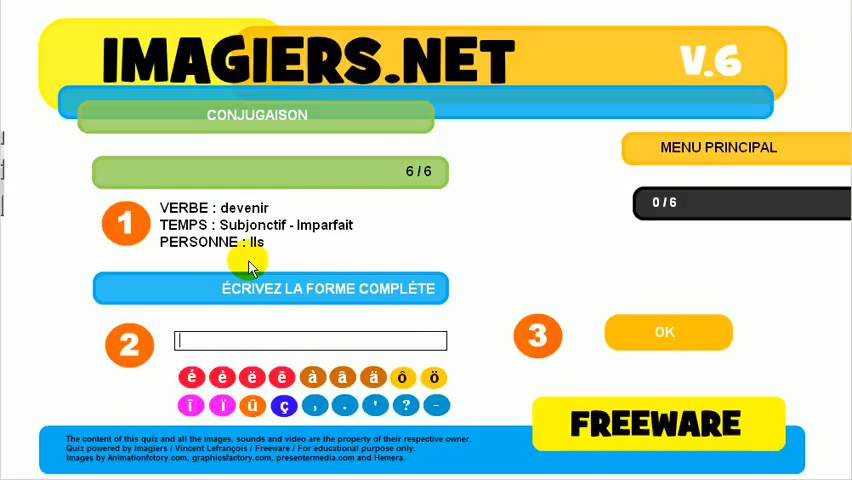 IMAGIERS.NET
V.6
CONJUGAISON
MENU PRINCIPAL
6 / 6
0 / 6
1
VERBE : devenir
TEMPS : Subjonctif - Imparfait
PERSONNE : Ils
ÉCRIVEZ LA FORME COMPLÈTE
2
3
OK
é è ë ê à â ä ô ö
î ï û ç , . ' ? -
FREEWARE
The content of this quiz and all the images, sounds and video are the property of their respective owner.
Quiz powered by Imagiers / Vincent Lefrançois / Freeware / For educational purpose only.
Images by Animationfctory.com, graphicsfactory.com, presentermedia.com and Hemera.